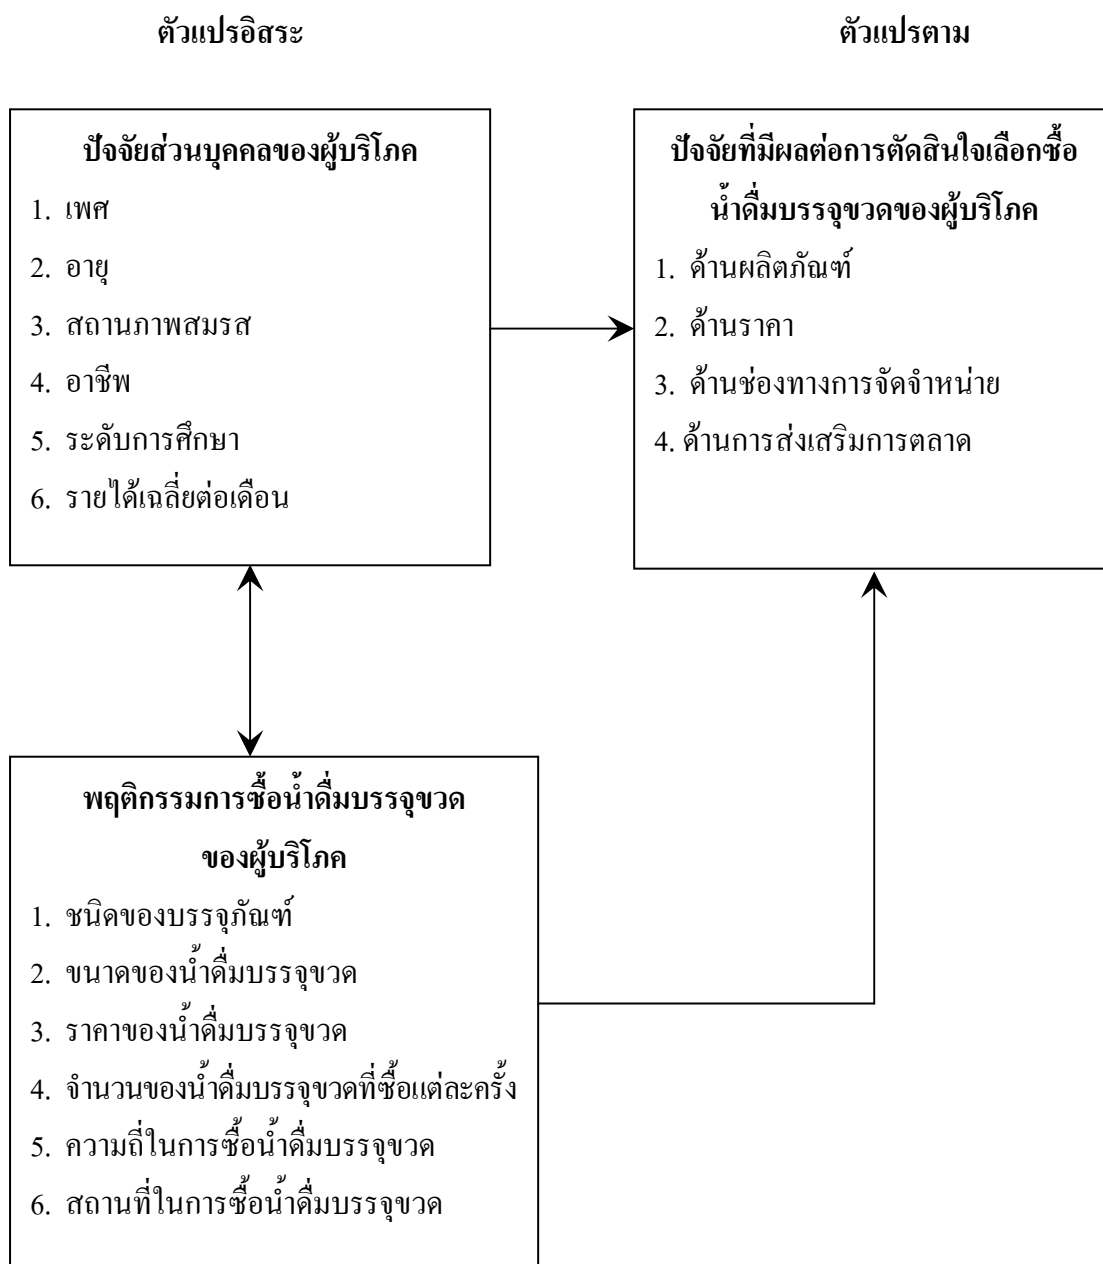 ตัวแปรอิสระ
ตัวแปรตาม
ปัจจัยส่วนบุคคลของผู้บริโภค
1. เพศ
2. อายุ
3. สถานภาพสมรส
4. อาชีพ
5. ระดับการศึกษา
6. รายได้เฉลี่ยต่อเดือน
ปัจจัยที่มีผลต่อการตัดสินใจเลือกซื้อ
น้ำดื่มบรรจุขวดของผู้บริโภค
1. ด้านผลิตภัณฑ์
2. ด้านราคา
3. ด้านช่องทางการจัดจำหน่าย
4. ด้านการส่งเสริมการตลาด
พฤติกรรมการซื้อน้ำดื่มบรรจุขวด
ของผู้บริโภค
1. ชนิดของบรรจุภัณฑ์
2. ขนาดของน้ำดื่มบรรจุขวด
3. ราคาของน้ำดื่มบรรจุขวด
4. จำนวนของน้ำดื่มบรรจุขวดที่ซื้อแต่ละครั้ง
5. ความถี่ในการซื้อน้ำดื่มบรรจุขวด
6. สถานที่ในการซื้อน้ำดื่มบรรจุขวด